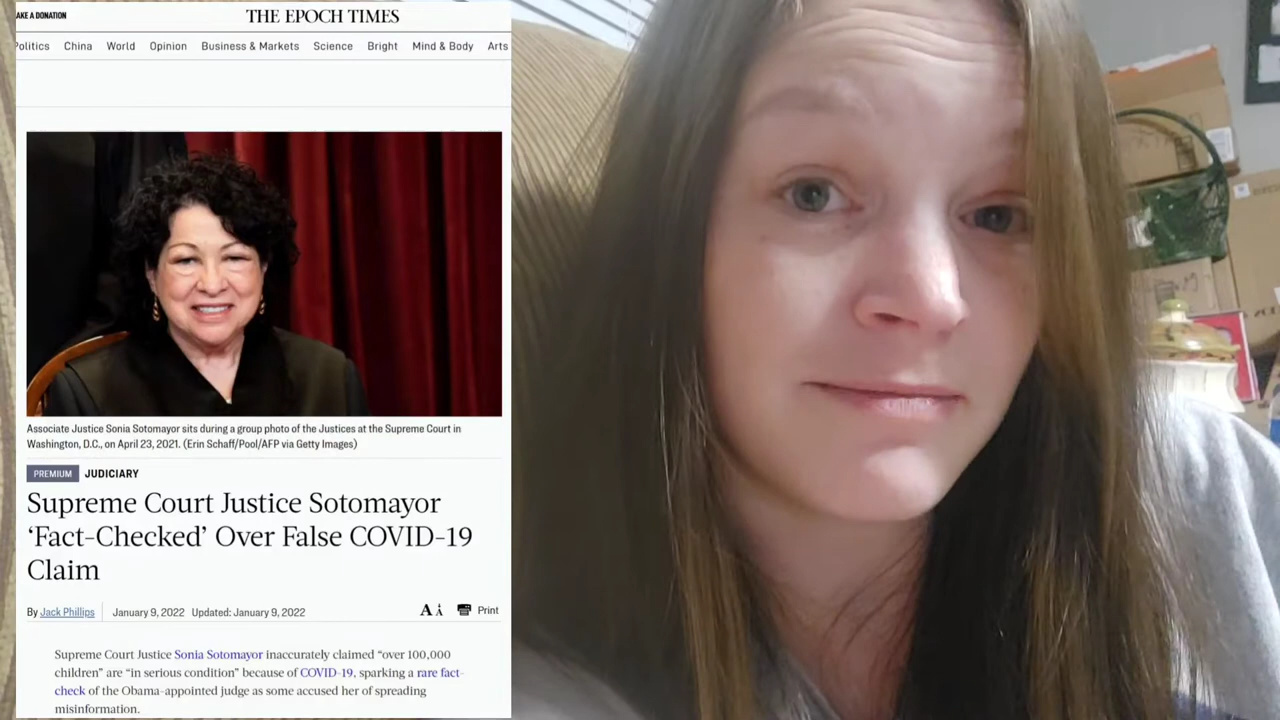 AKE A DONATION
THE EPOCH TIMES
Politics China World Opinion Business & Markets Science Bright Mind & Body Arts
Associate Justice Sonia Sotomayor sits during a group photo of the Justices at the Supreme Court in
Washington, D.C., on April 23, 2021. (Erin Schaff/Pool/AFP via Getty Images)
PREMIUM JUDICIARY
Supreme Court Justice Sotomayor
‘Fact-Checked’ Over False COVID-19
Claim
By Jack Phillips January 9, 2022 Updated: January 9, 2022 A A Print
Supreme Court Justice Sonia Sotomayor inaccurately claimed “over 100,000
children” are “in serious condition” because of COVID-19, sparking a rare fact-
check of the Obama-appointed judge as some accused her of spreading
misinformation.